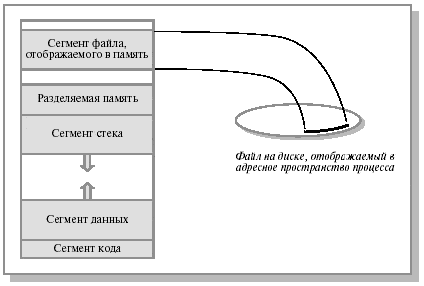 Сегмент файла,
отображаемого в память
Разделяемая память
Сегмент стека
Сегмент данных
Сегмент кода
Файл на диске, отображаемый в
адресное пространство процесса